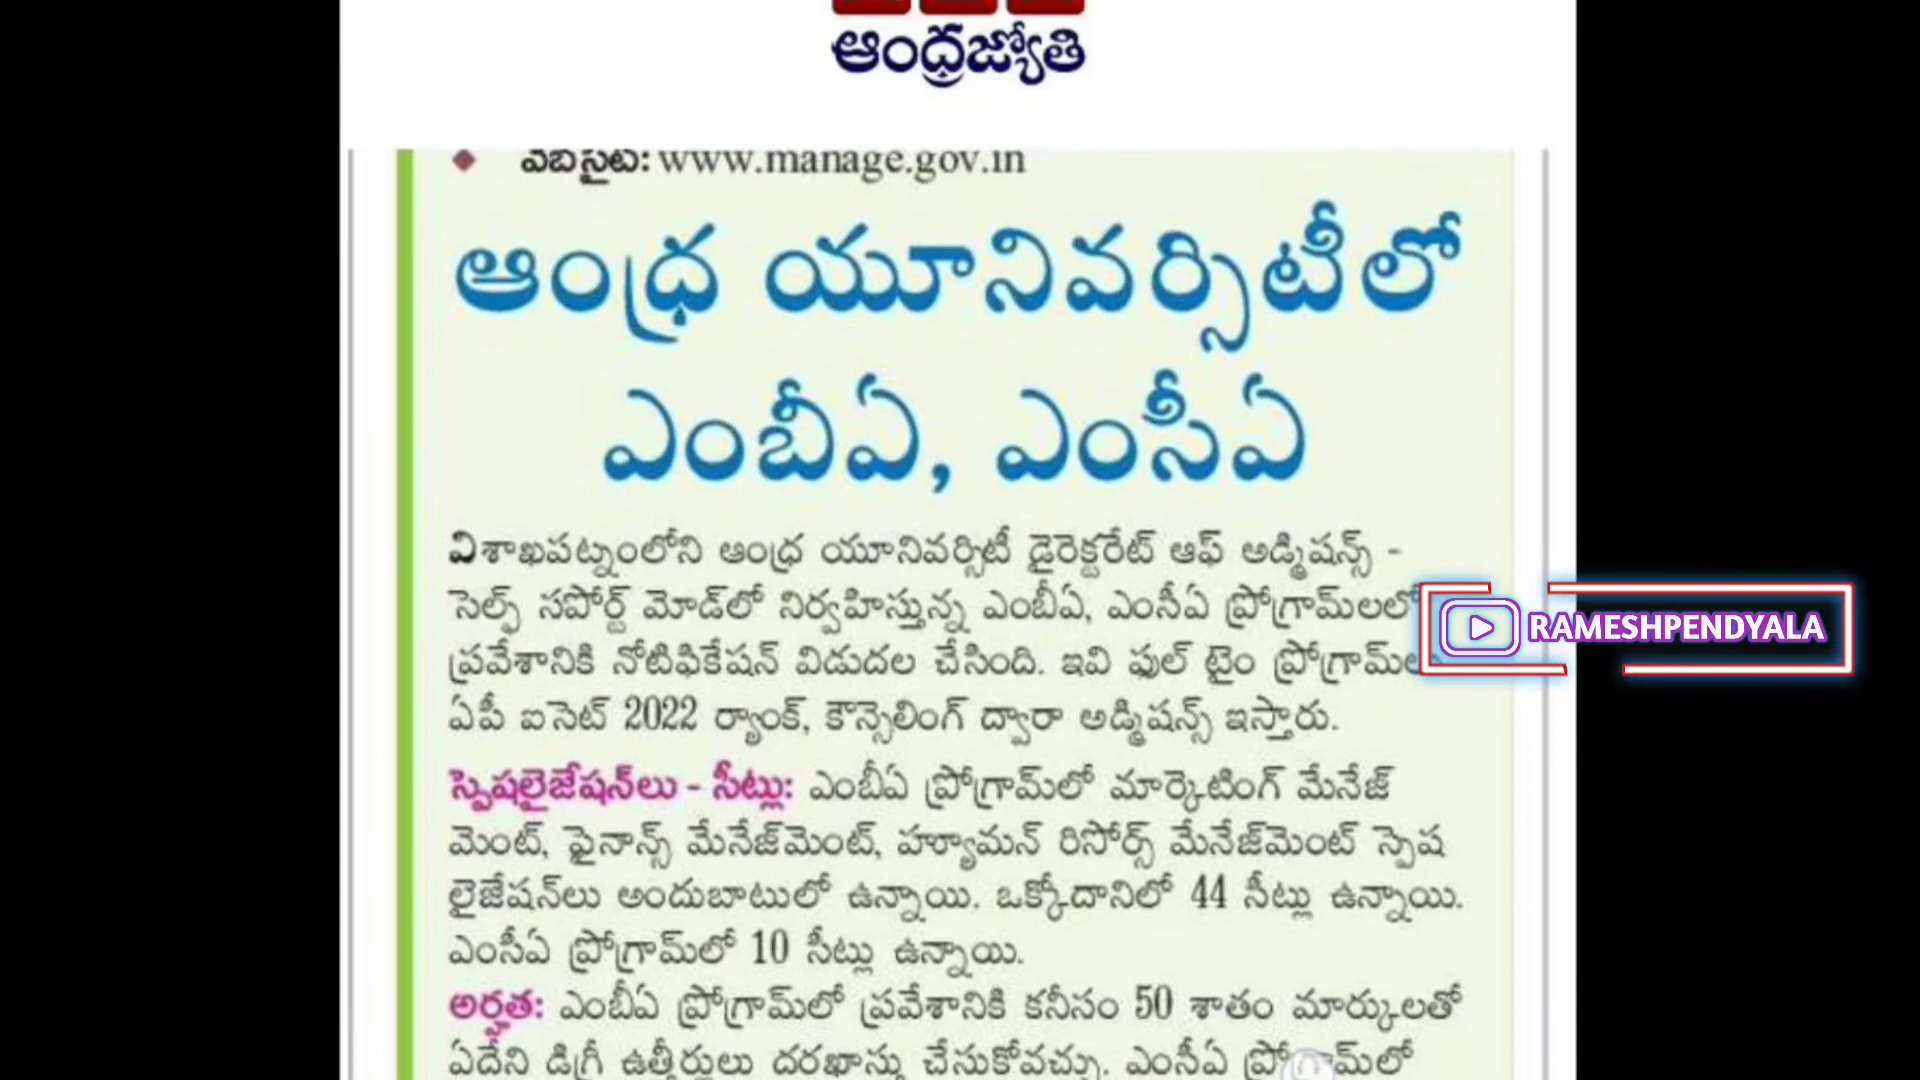 ఆంధ్రజ్యోతి
వెబ్‌సైట్: www.manage.gov.in
ఆంధ్ర యూనివర్సిటీలో
ఎంబీఏ, ఎంసీఏ
విశాఖపట్నంలోని ఆంధ్ర యూనివర్సిటీ డైరెక్టరేట్ ఆఫ్ అడ్మిషన్స్ -
సెల్ఫ్ సపోర్ట్ మోడ్‌లో నిర్వహిస్తున్న ఎంబీఏ, ఎంసీఏ ప్రోగ్రామ్‌లలో
ప్రవేశానికి నోటిఫికేషన్ విడుదల చేసింది. ఇవి ఫుల్ టైం ప్రోగ్రామ్‌లు
RAMESHPENDYALA
ఏపీ ఐసెట్ 2022 ర్యాంక్, కౌన్సెలింగ్ ద్వారా అడ్మిషన్స్ ఇస్తారు.
స్పెషలైజేషన్‌లు - సీట్లు: ఎంబీఏ ప్రోగ్రామ్‌లో మార్కెటింగ్ మేనేజ్
మెంట్, ఫైనాన్స్ మేనేజ్‌మెంట్, హ్యూమన్ రిసోర్స్ మేనేజ్‌మెంట్ స్పెష
లైజేషన్‌లు అందుబాటులో ఉన్నాయి. ఒక్కోదానిలో 44 సీట్లు ఉన్నాయి.
ఎంసీఏ ప్రోగ్రామ్‌లో 10 సీట్లు ఉన్నాయి.
అర్హత: ఎంబీఏ ప్రోగ్రామ్‌లో ప్రవేశానికి కనీసం 50 శాతం మార్కులతో
ఏదేని డిగ్రీ ఉత్తీర్ణులు దరఖాస్తు చేసుకోవచ్చు. ఎంసీఏ ప్రోగ్రామ్‌లో